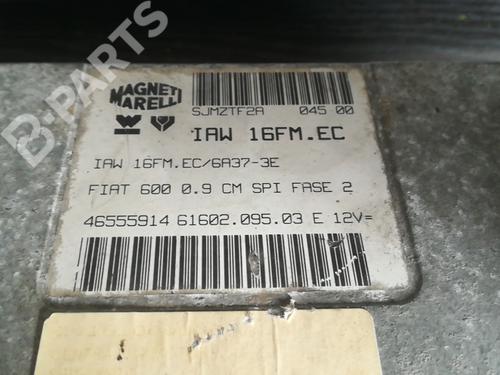 MAGNETI
MARELLI
SJMZTF2A 045 00
IAW 16FM.EC
IAW 16FM.EC/6A37-3E
FIAT 600 0.9 CM SPI FASE 2
46555914 61602.095.03 E 12V=
B-PARTS